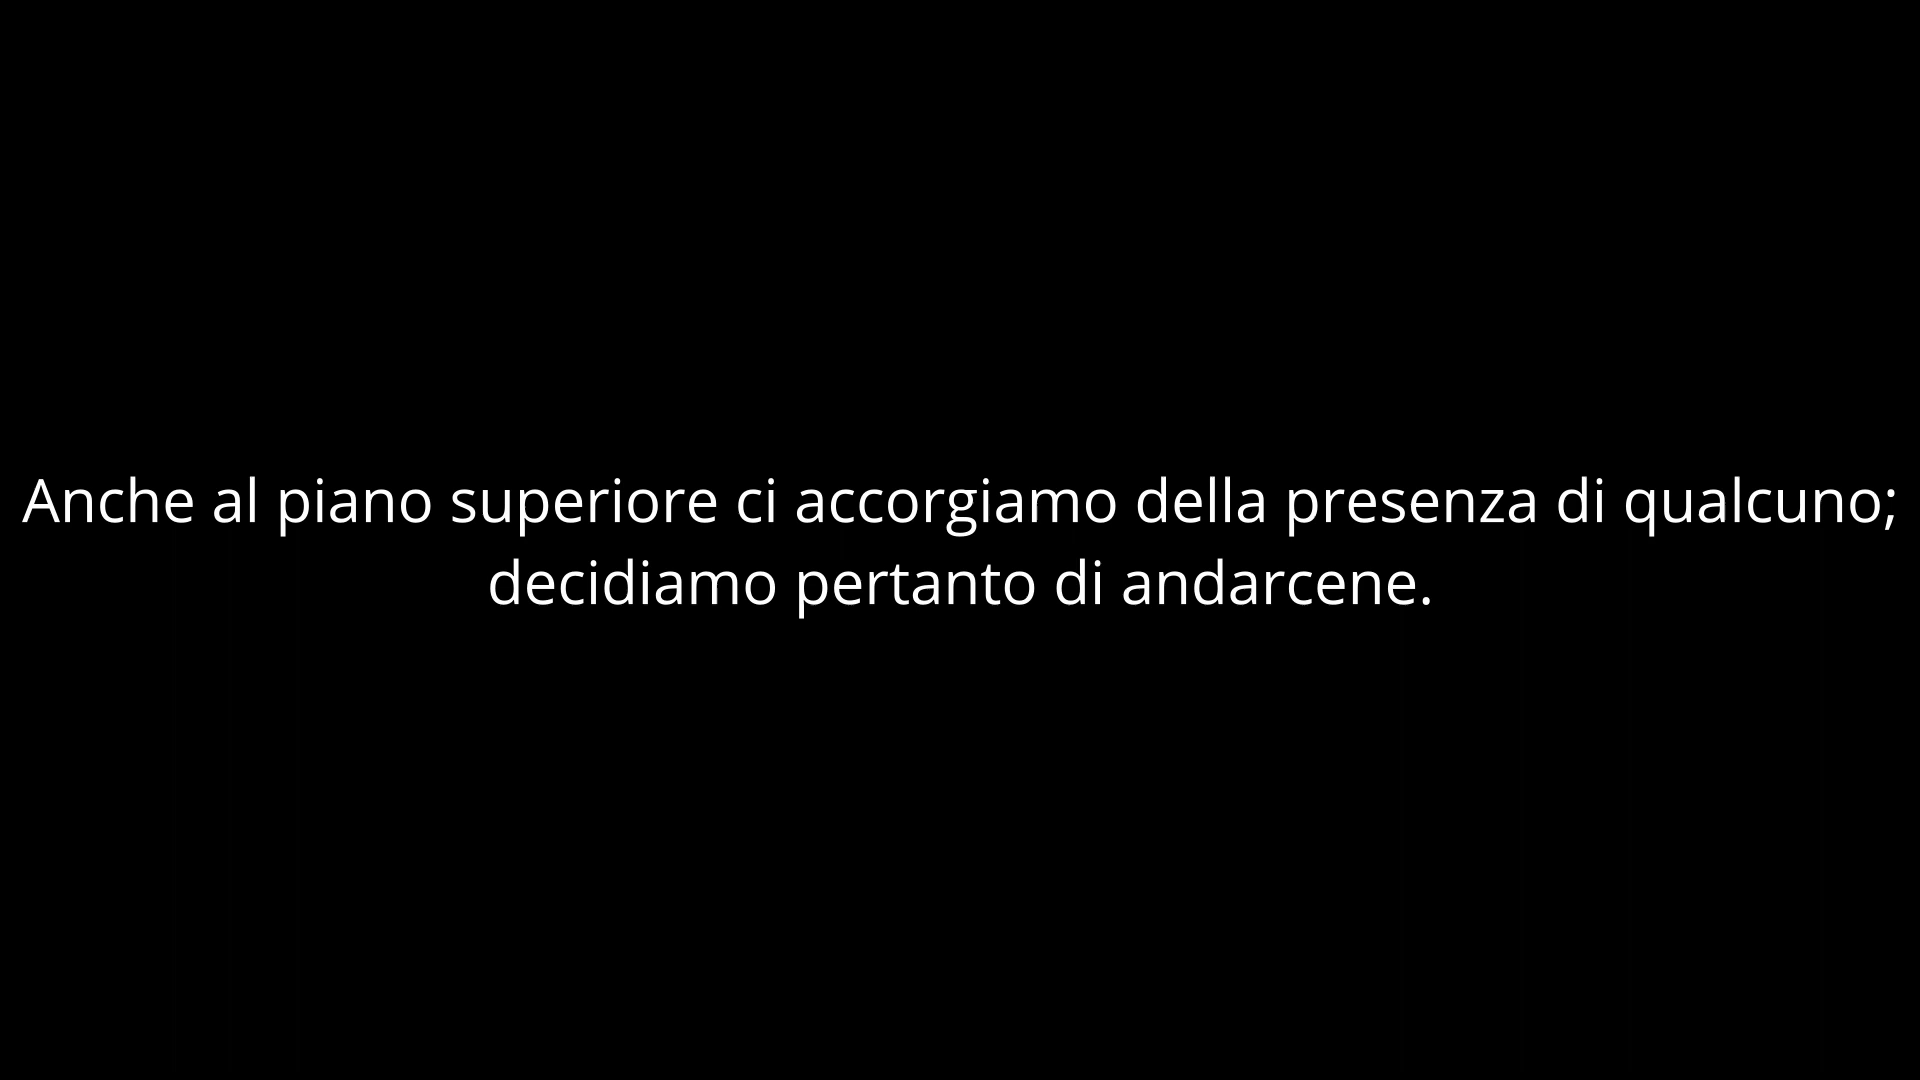 Anche al piano superiore ci accorgiamo della presenza di qualcuno;
decidiamo pertanto di andarcene.